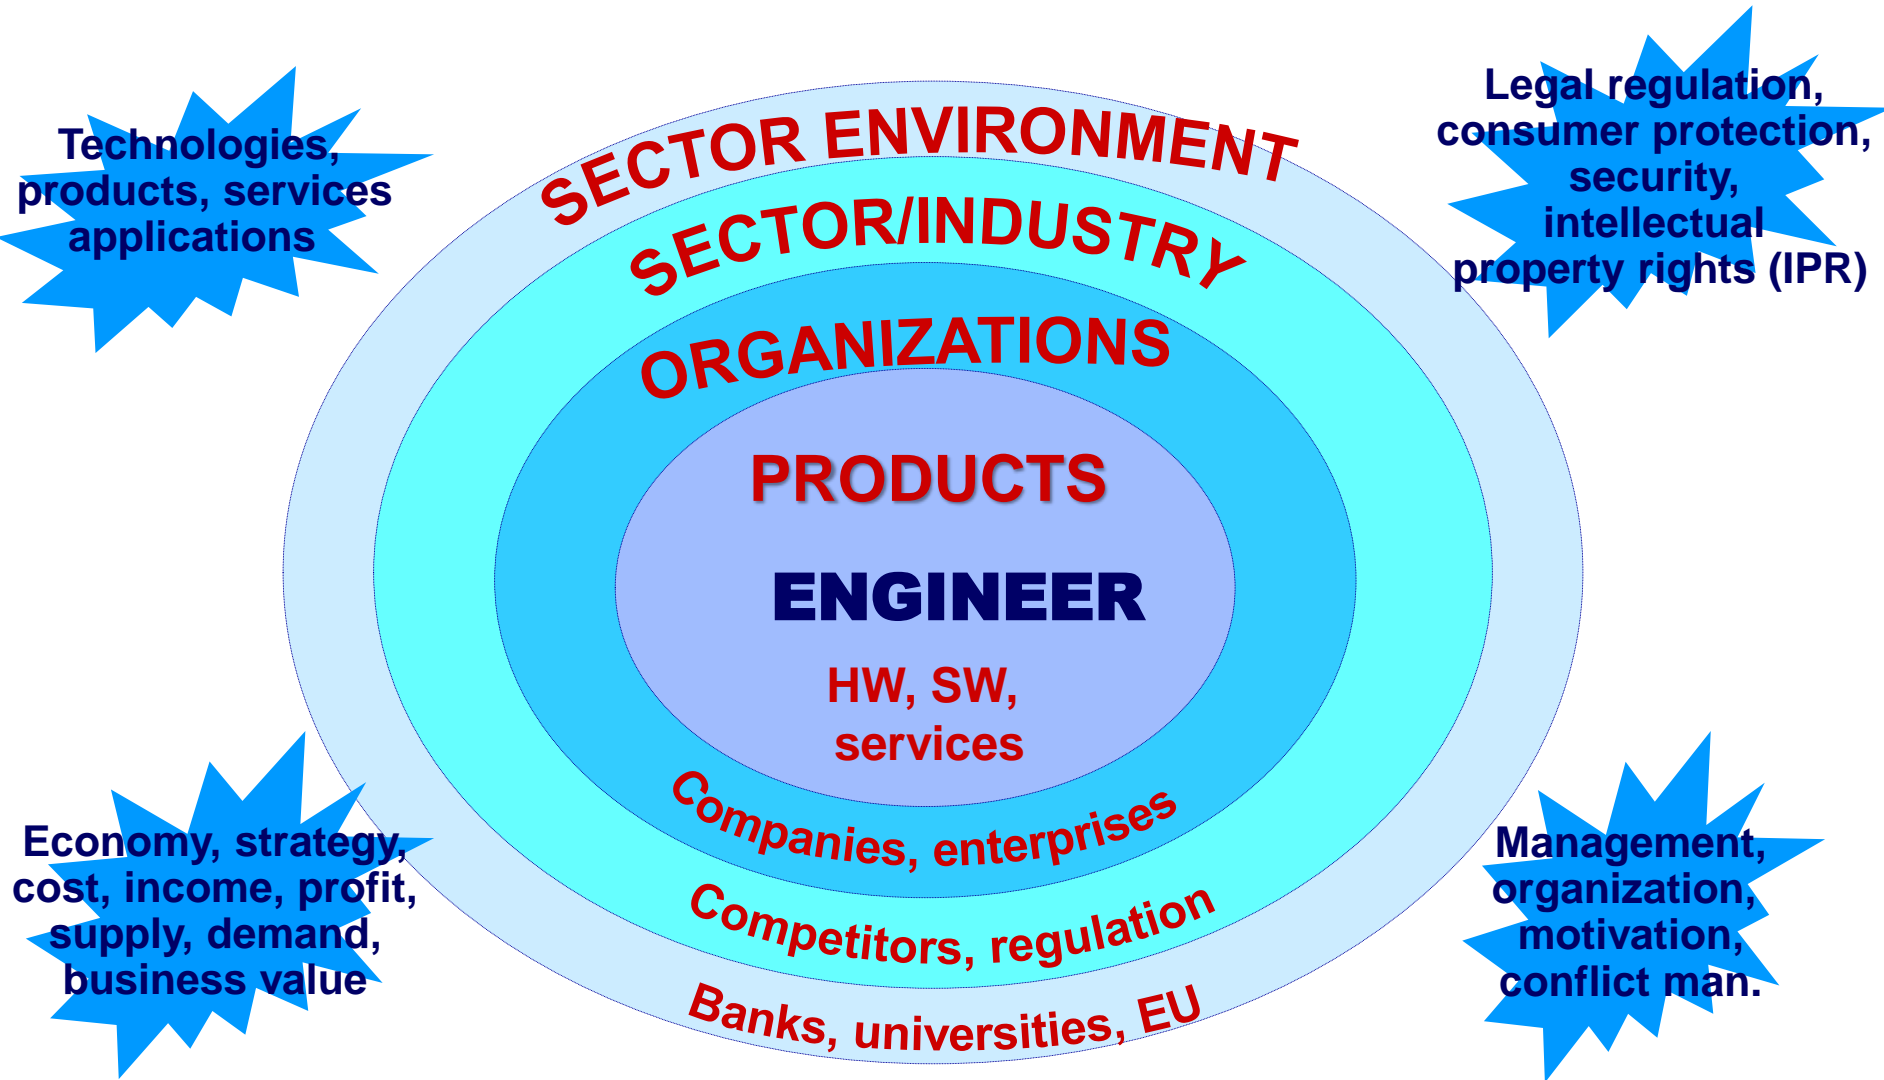 Technologies,
products, services
applications
Legal regulation,
consumer protection,
security,
intellectual
property rights (IPR)
SECTOR ENVIRONMENT
SECTOR/INDUSTRY
ORGANIZATIONS
PRODUCTS
ENGINEER
HW, SW,
services
Companies, enterprises
Competitors, regulation
Banks, universities, EU
Economy, strategy,
cost, income, profit,
supply, demand,
business value
Management,
organization,
motivation,
conflict man.